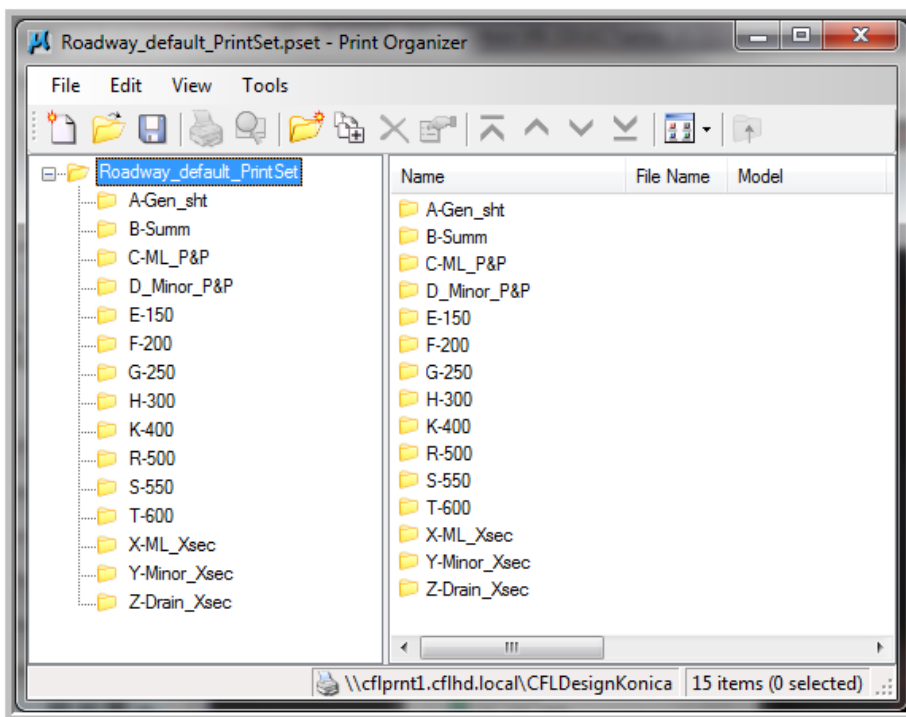 Roadway_default_PrintSet.pset - Print Organizer
File Edit View Tools
Roadway_default_PrintSet
A-Gen_sht
B-Summ
C-ML_P&P
D_Minor_P&P
E-150
F-200
G-250
H-300
K-400
R-500
S-550
T-600
X-ML_Xsec
Y-Minor_Xsec
Z-Drain_Xsec
Name File Name Model
A-Gen_sht
B-Summ
C-ML_P&P
D_Minor_P&P
E-150
F-200
G-250
H-300
K-400
R-500
S-550
T-600
X-ML_Xsec
Y-Minor_Xsec
Z-Drain_Xsec
\\cflprnt1.cflhd.local\CFLDesignKonica 15 items (0 selected)